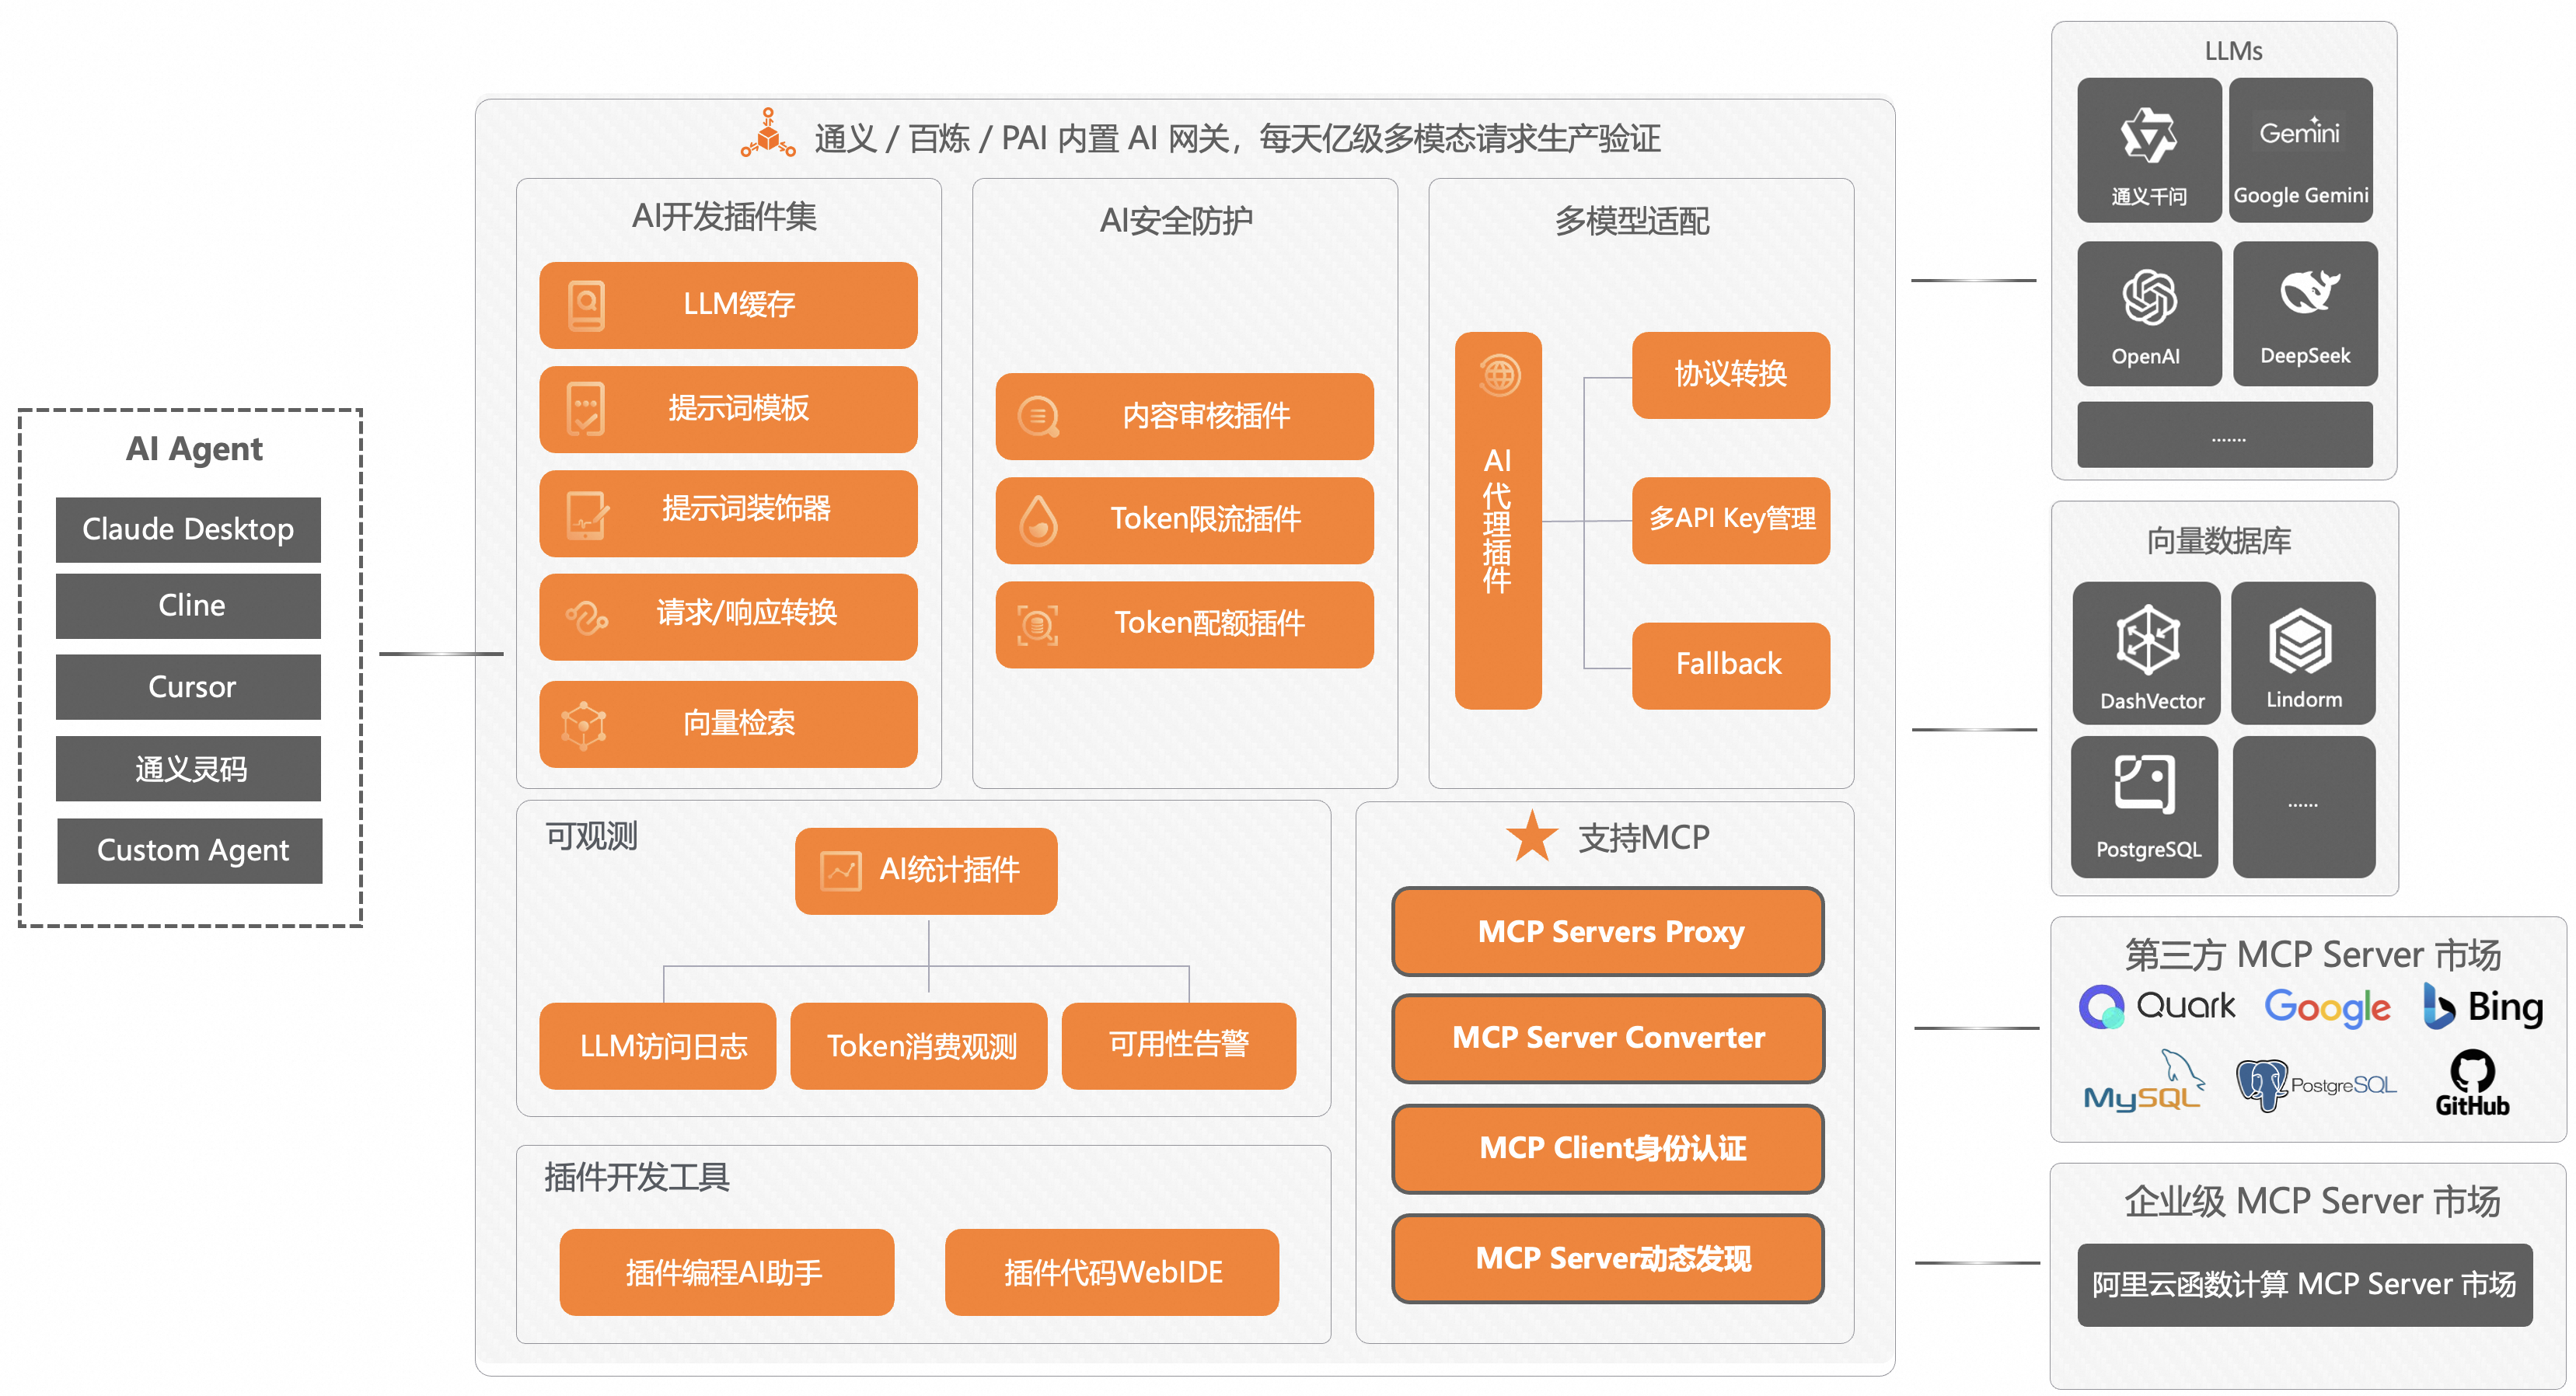 AI Agent
Claude Desktop
Cline
Cursor
通义灵码
Custom Agent
通义 / 百炼 / PAI 内置 AI 网关，每天亿级多模态请求生产验证
AI开发插件集
LLM缓存
提示词模板
提示词装饰器
请求/响应转换
向量检索
AI安全防护
内容审核插件
Token限流插件
Token配额插件
多模型适配
AI代理插件
协议转换
多API Key管理
Fallback
可观测
AI统计插件
LLM访问日志
Token消费观测
可用性告警
插件开发工具
插件编程AI助手
插件代码WebIDE
支持MCP
MCP Servers Proxy
MCP Server Converter
MCP Client身份认证
MCP Server动态发现
LLMs
通义千问
Gemini
Google Gemini
OpenAI
DeepSeek
.......
向量数据库
DashVector
Lindorm
PostgreSQL
......
第三方 MCP Server 市场
Quark
Google
Bing
MySQL
PostgreSQL
GitHub
企业级 MCP Server 市场
阿里云函数计算 MCP Server 市场